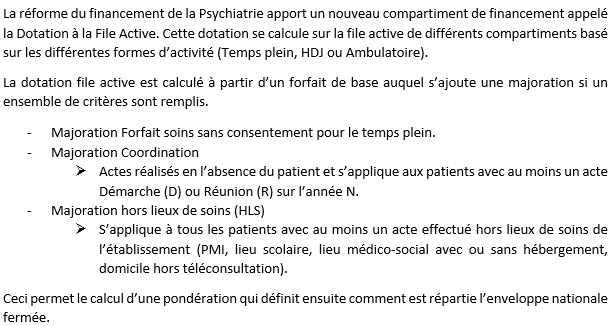 La réforme du financement de la Psychiatrie apport un nouveau compartiment de financement appelé
la Dotation à la File Active. Cette dotation se calcule sur la file active de différents compartiments basé
sur les différentes formes d’activité (Temps plein, HDJ ou Ambulatoire).
La dotation file active est calculé à partir d’un forfait de base auquel s’ajoute une majoration si un
ensemble de critères sont remplis.
- Majoration Forfait soins sans consentement pour le temps plein.
- Majoration Coordination
➢ Actes réalisés en l’absence du patient et s’applique aux patients avec au moins un acte
Démarche (D) ou Réunion (R) sur l’année N.
- Majoration hors lieux de soins (HLS)
➢ S’applique à tous les patients avec au moins un acte effectué hors lieux de soins de
l’établissement (PMI, lieu scolaire, lieu médico-social avec ou sans hébergement,
domicile hors téléconsultation).
Ceci permet le calcul d’une pondération qui définit ensuite comment est répartie l’enveloppe nationale
fermée.